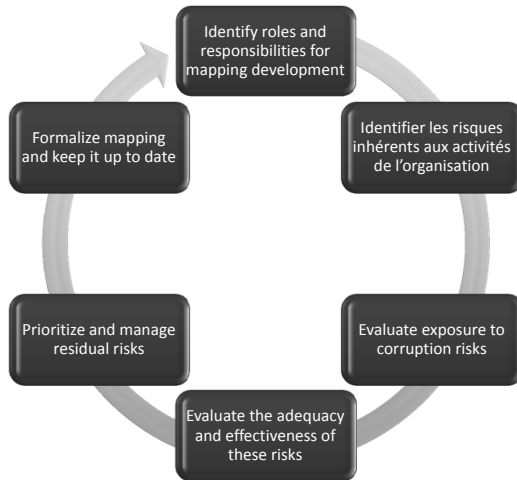 Identify roles and
responsibilities for
mapping development
Identifier les risques
inhérents aux activités
de l’organisation
Evaluate exposure to
corruption risks
Evaluate the adequacy
and effectiveness of
these risks
Prioritize and manage
residual risks
Formalize mapping
and keep it up to date